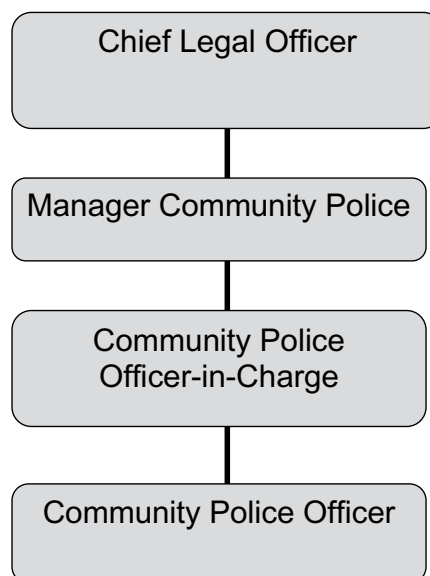 Chief Legal Officer
Manager Community Police
Community Police
Officer-in-Charge
Community Police Officer